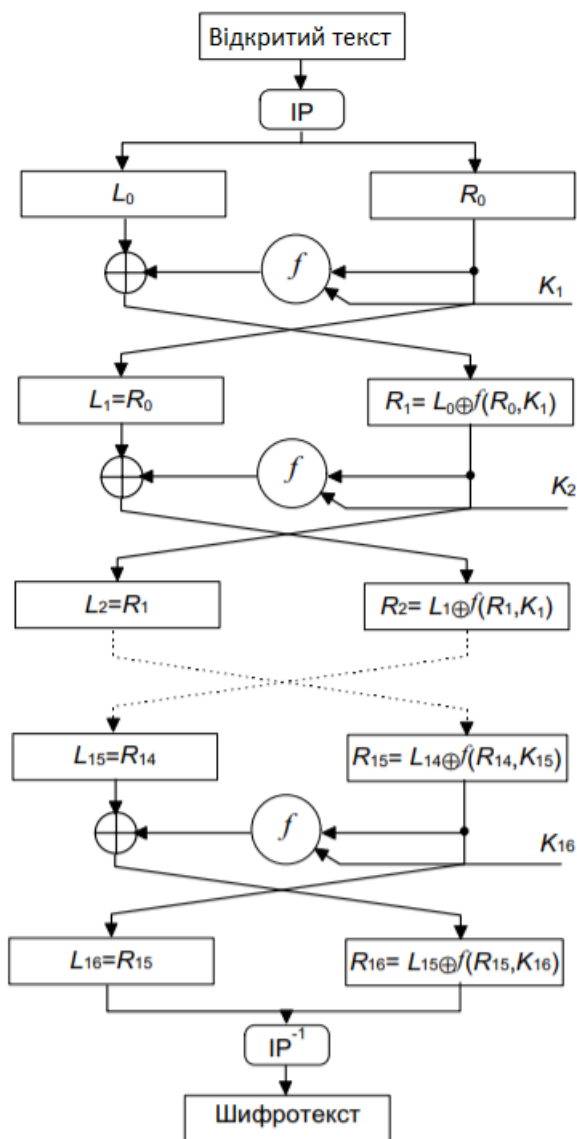 Відкритий текст
IP
L₀
R₀
f
K₁
L₁=R₀
R₁= L₀⊕f(R₀,K₁)
f
K₂
L₂=R₁
R₂= L₁⊕f(R₁,K₁)
L₁₅=R₁₄
R₁₅= L₁₄⊕f(R₁₄,K₁₅)
f
K₁₆
L₁₆=R₁₅
R₁₆= L₁₅⊕f(R₁₅,K₁₆)
IP⁻¹
Шифротекст